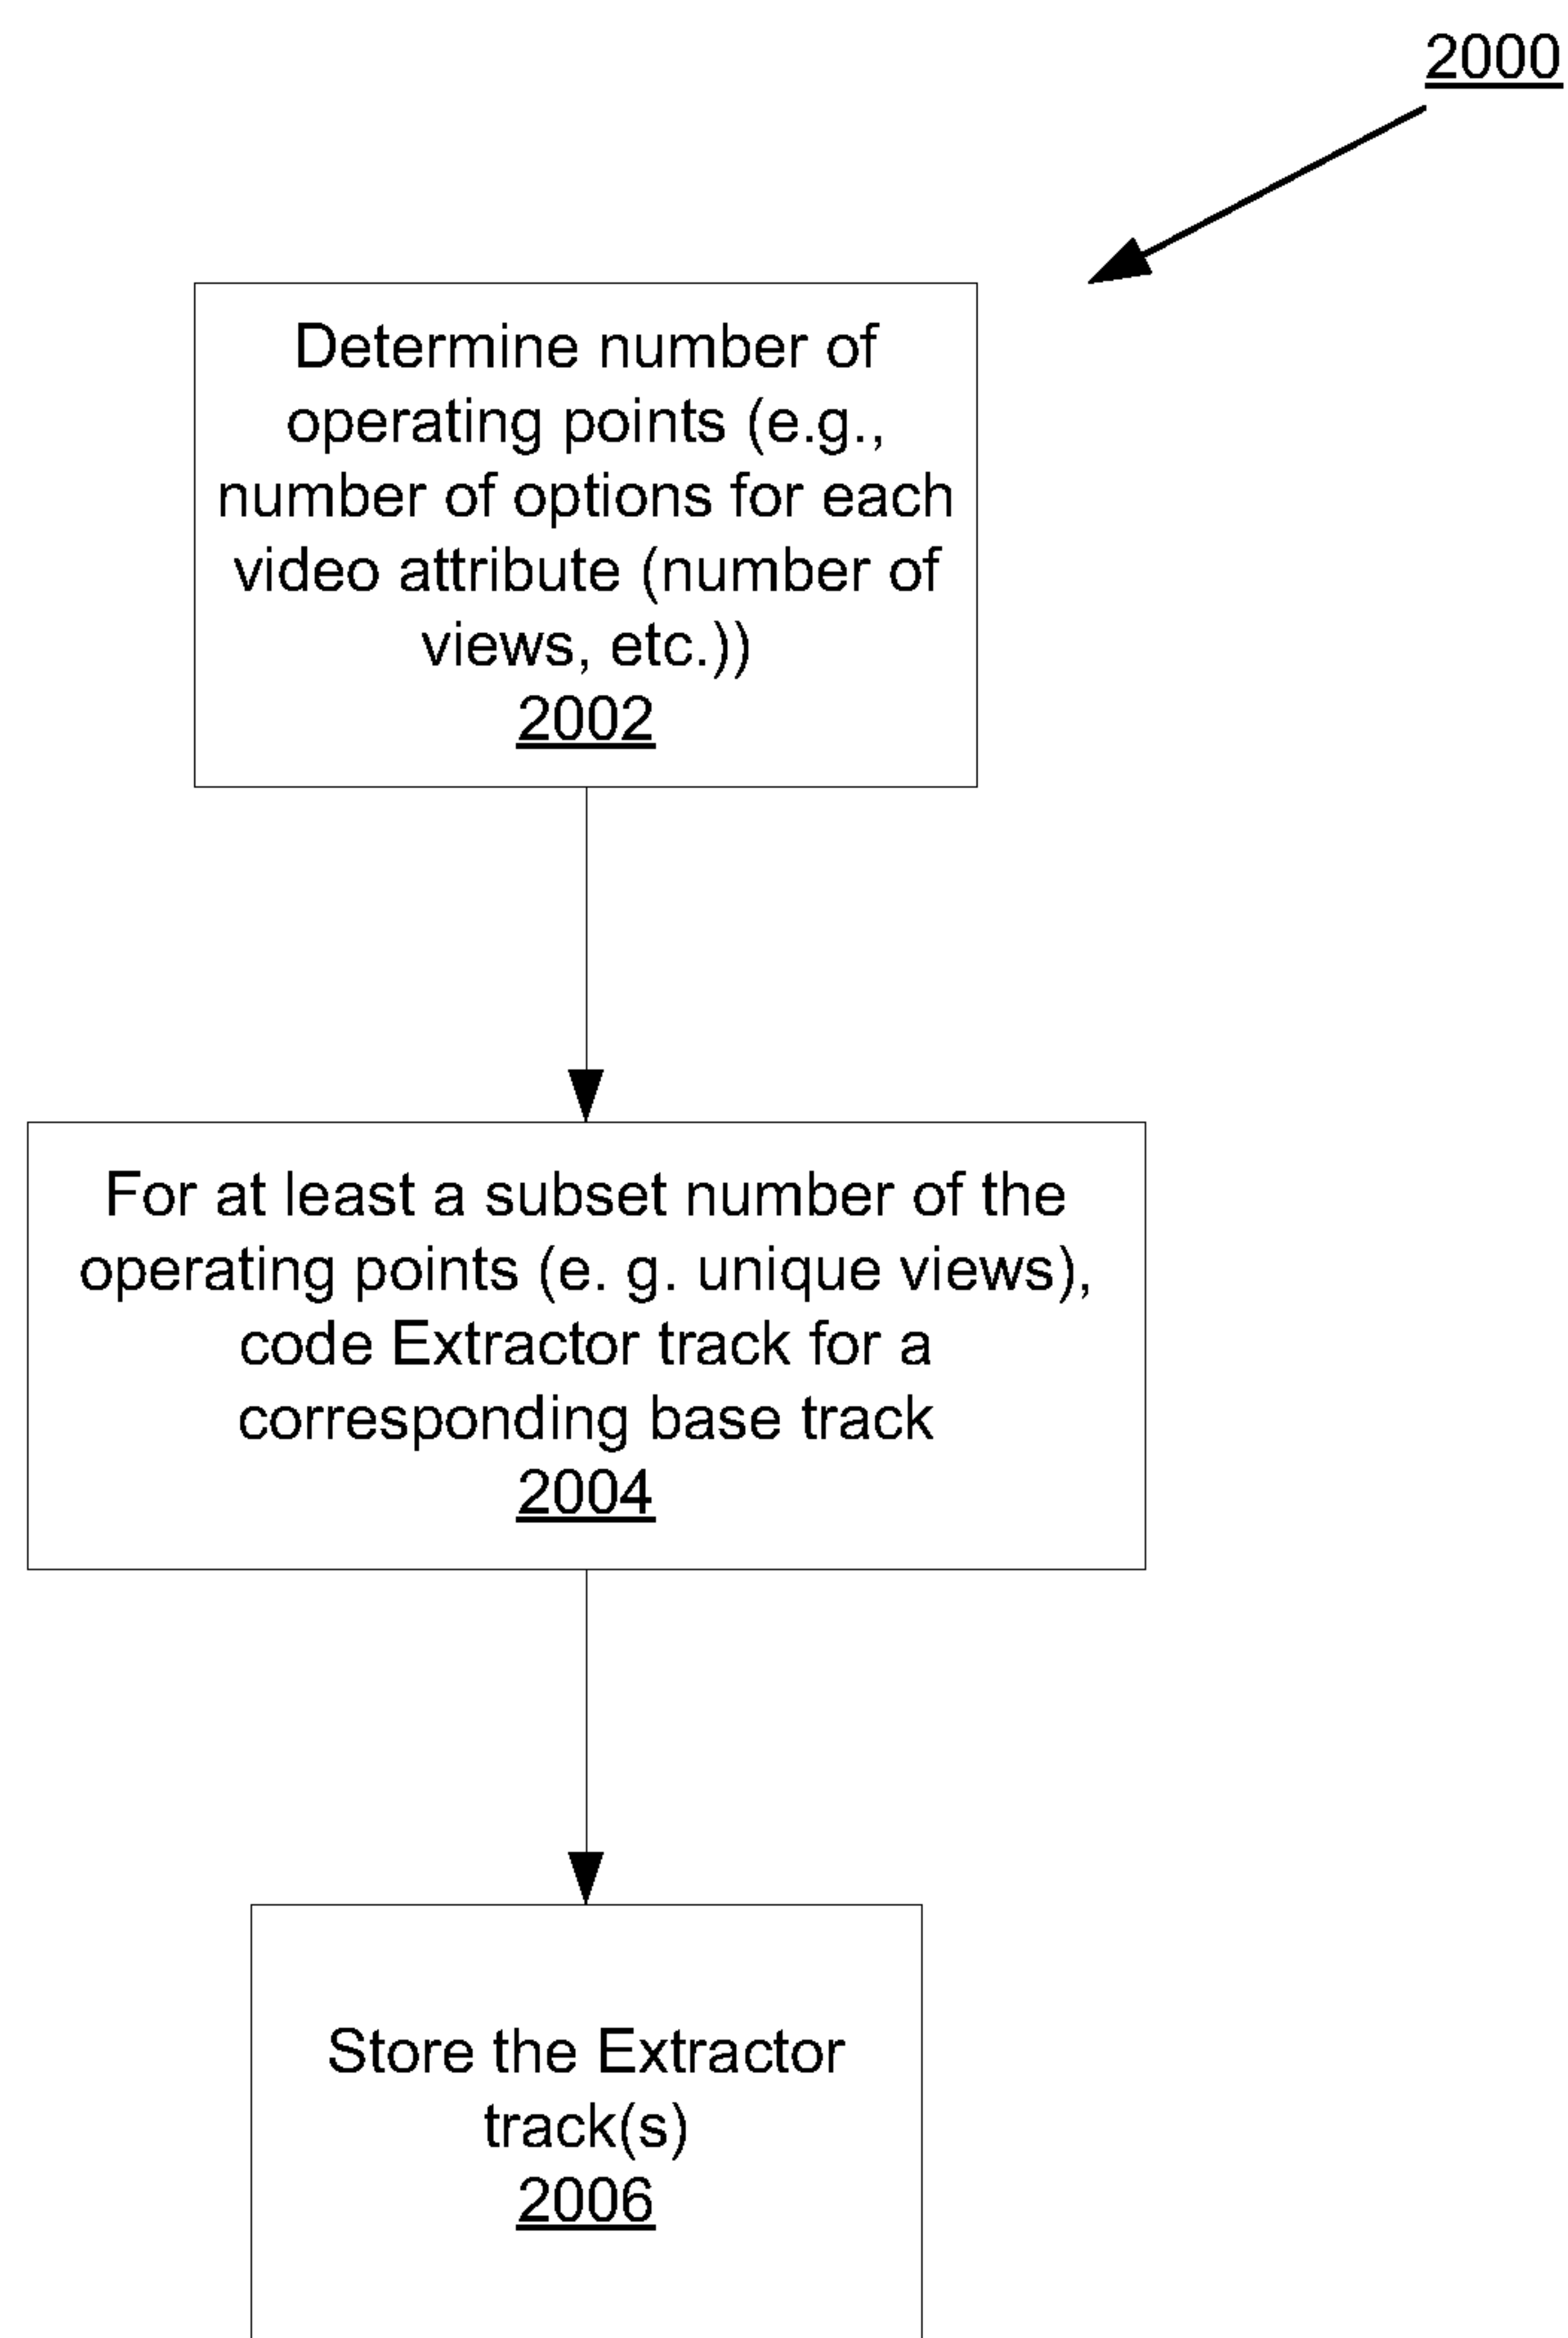 2000
Determine number of
operating points (e.g.,
number of options for each
video attribute (number of
views, etc.))
2002
For at least a subset number of the
operating points (e. g. unique views),
code Extractor track for a
corresponding base track
2004
Store the Extractor
track(s)
2006